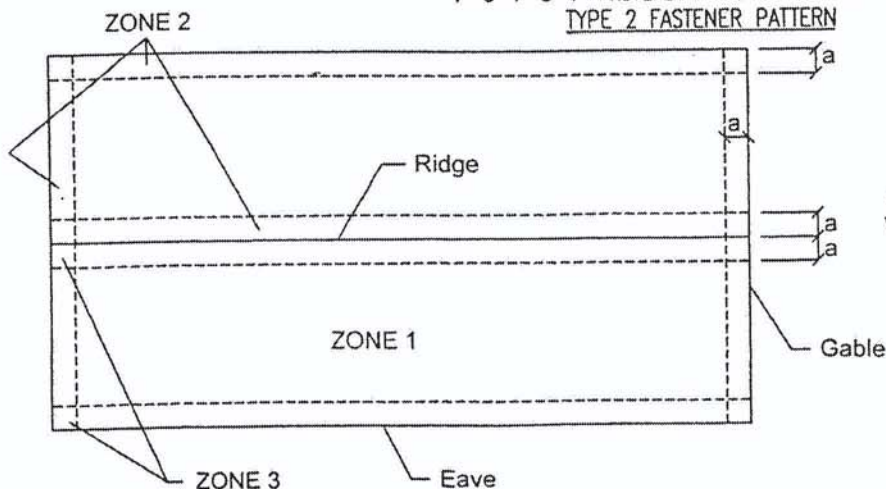 TYPE 2 FASTENER PATTERN
ZONE 2
a
a
Ridge
a
a
ZONE 1
Gable
ZONE 3
Eave